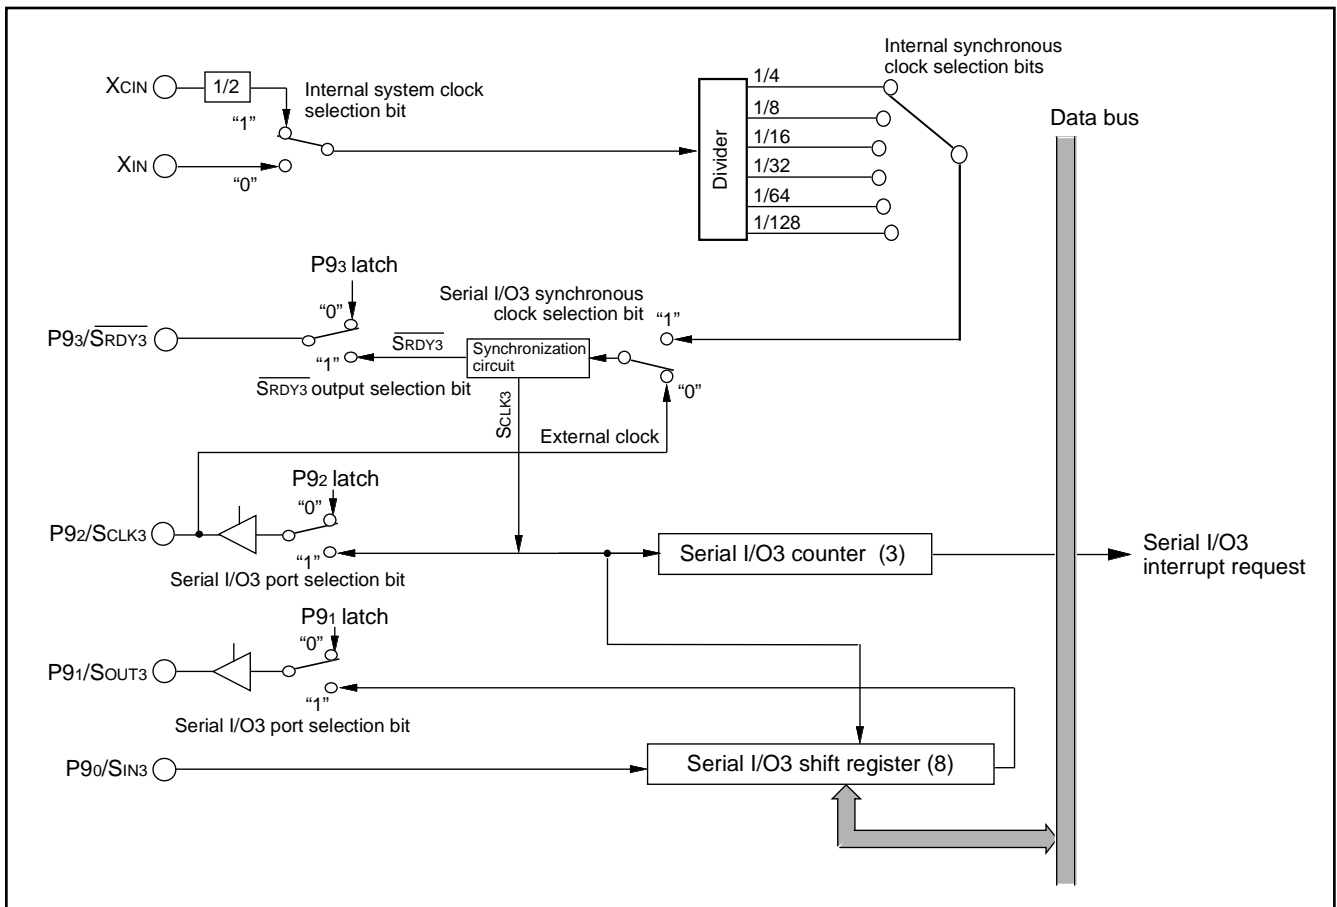 Internal synchronous
clock selection bits
XCIN
1/2
Internal system clock
selection bit
“1”
XIN
“0”
Divider
1/4
1/8
1/16
1/32
1/64
1/128
Data bus
P93 latch
“0”
P93/SRDY3
“1”
SRDY3 output selection bit
SRDY3
Serial I/O3 synchronous
clock selection bit
“1”
Synchronization
circuit
“0”
SCLK3
External clock
P92 latch
“0”
P92/SCLK3
“1”
Serial I/O3 port selection bit
Serial I/O3 counter (3)
Serial I/O3
interrupt request
P91 latch
“0”
P91/SOUT3
“1”
Serial I/O3 port selection bit
P90/SIN3
Serial I/O3 shift register (8)